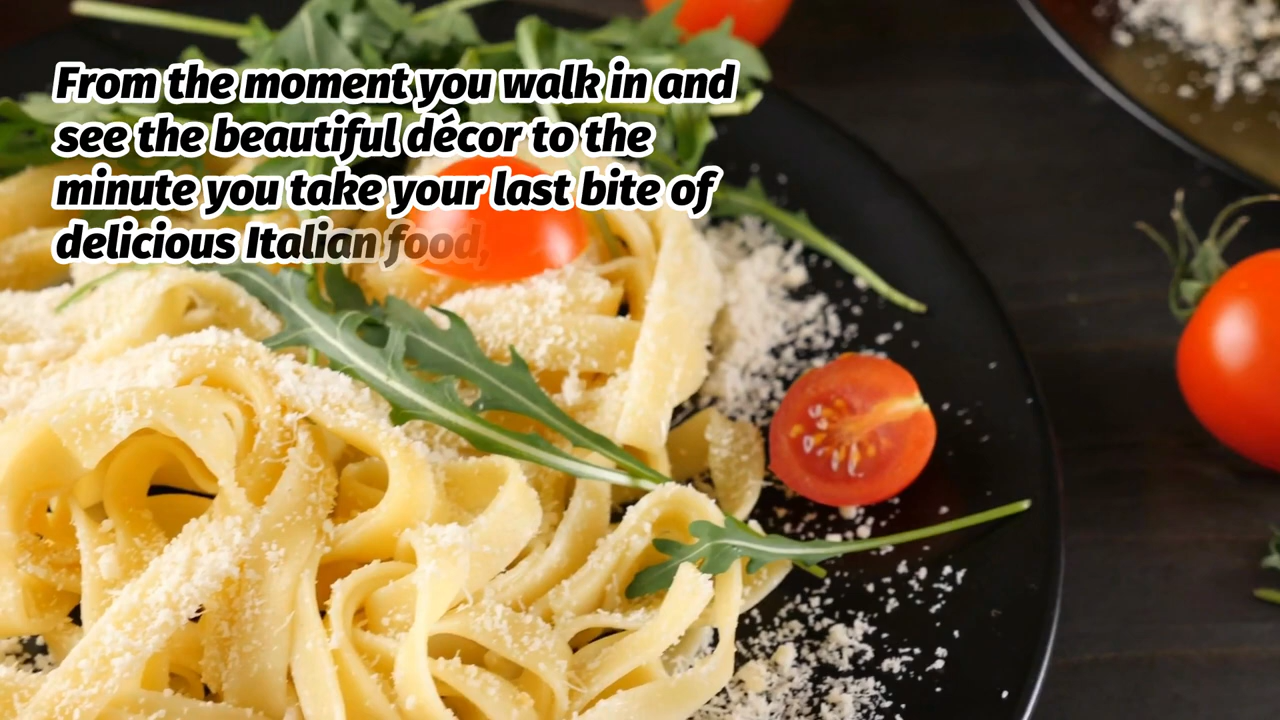 From the moment you walk in and
see the beautiful décor to the
minute you take your last bite of
delicious Italian food,